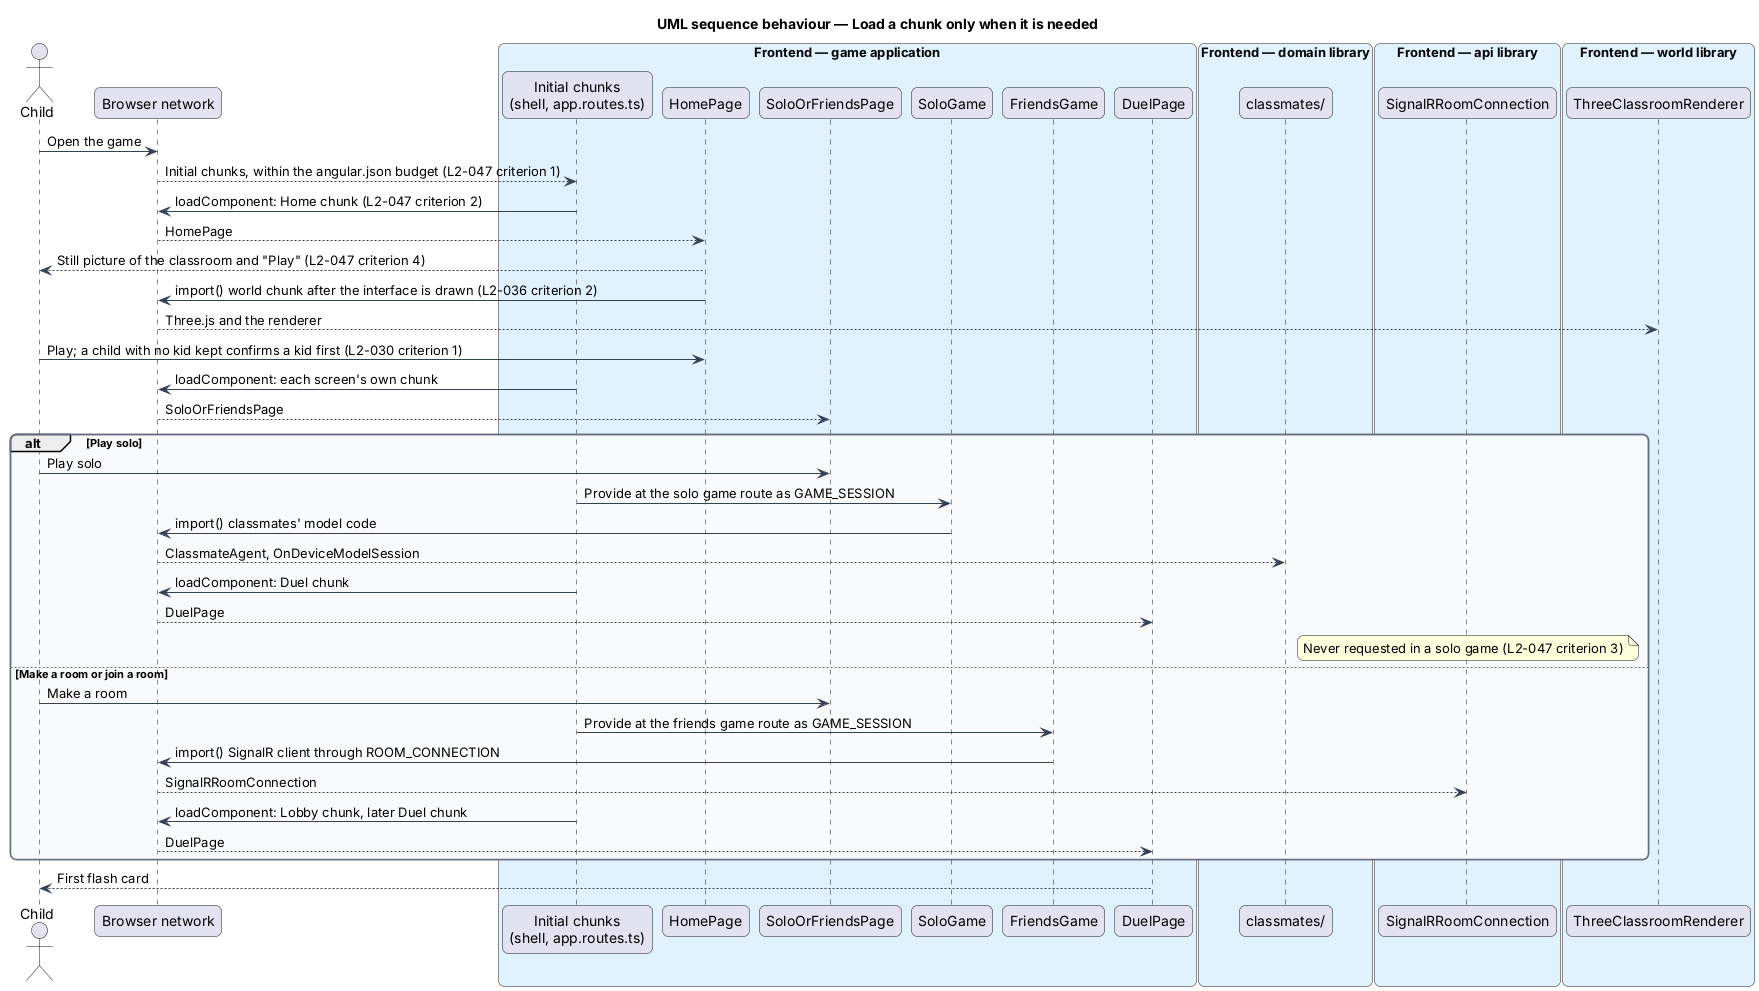 UML sequence behaviour — Load a chunk only when it is needed
Frontend — game application
Frontend — domain library
Frontend — api library
Frontend — world library
Child
Browser network
Initial chunks
(shell, app.routes.ts)
HomePage
SoloOrFriendsPage
SoloGame
FriendsGame
DuelPage
classmates/
SignalRRoomConnection
ThreeClassroomRenderer
Open the game
Initial chunks, within the angular.json budget (L2-047 criterion 1)
loadComponent: Home chunk (L2-047 criterion 2)
HomePage
Still picture of the classroom and "Play" (L2-047 criterion 4)
import() world chunk after the interface is drawn (L2-036 criterion 2)
Three.js and the renderer
Play; a child with no kid kept confirms a kid first (L2-030 criterion 1)
loadComponent: each screen's own chunk
SoloOrFriendsPage
alt
[Play solo]
Play solo
Provide at the solo game route as GAME_SESSION
import() classmates' model code
ClassmateAgent, OnDeviceModelSession
loadComponent: Duel chunk
DuelPage
Never requested in a solo game (L2-047 criterion 3)
[Make a room or join a room]
Make a room
Provide at the friends game route as GAME_SESSION
import() SignalR client through ROOM_CONNECTION
SignalRRoomConnection
loadComponent: Lobby chunk, later Duel chunk
DuelPage
First flash card
Child
Browser network
Initial chunks
(shell, app.routes.ts)
HomePage
SoloOrFriendsPage
SoloGame
FriendsGame
DuelPage
classmates/
SignalRRoomConnection
ThreeClassroomRenderer